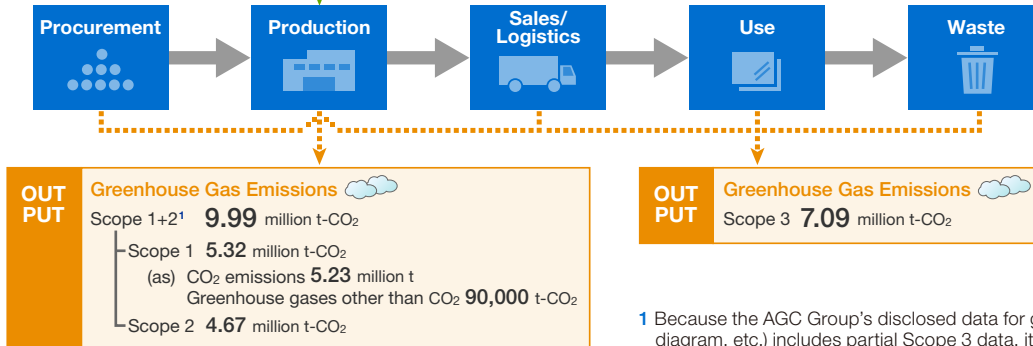 Procurement
Production
Sales/
Logistics
Use
Waste
OUT
PUT
Greenhouse Gas Emissions
Scope 1+2¹ 9.99 million t-CO₂
Scope 1 5.32 million t-CO₂
(as) CO₂ emissions 5.23 million t
Greenhouse gases other than CO₂ 90,000 t-CO₂
Scope 2 4.67 million t-CO₂
OUT
PUT
Greenhouse Gas Emissions
Scope 3 7.09 million t-CO₂
1 Because the AGC Group's disclosed data for g
diagram, etc.) includes partial Scope 3 data, it